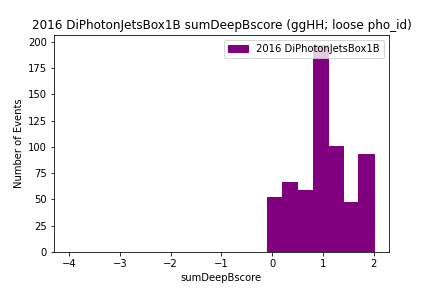 2016 DiPhotonJetsBox1B sumDeepBscore (ggHH; loose pho_id)
2016 DiPhotonJetsBox1B
200
175
150
125
100
75
50
25
0
Number of Events
−4 −3 −2 −1 0 1 2
sumDeepBscore